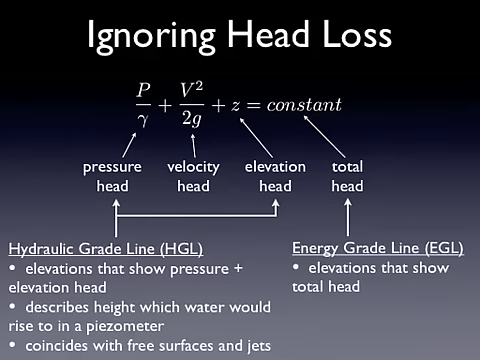 Ignoring Head Loss
P/γ + V²/2g + z = constant
pressure head
velocity head
elevation head
total head
Hydraulic Grade Line (HGL)
• elevations that show pressure +
elevation head
• describes height which water would
rise to in a piezometer
• coincides with free surfaces and jets
Energy Grade Line (EGL)
• elevations that show
total head